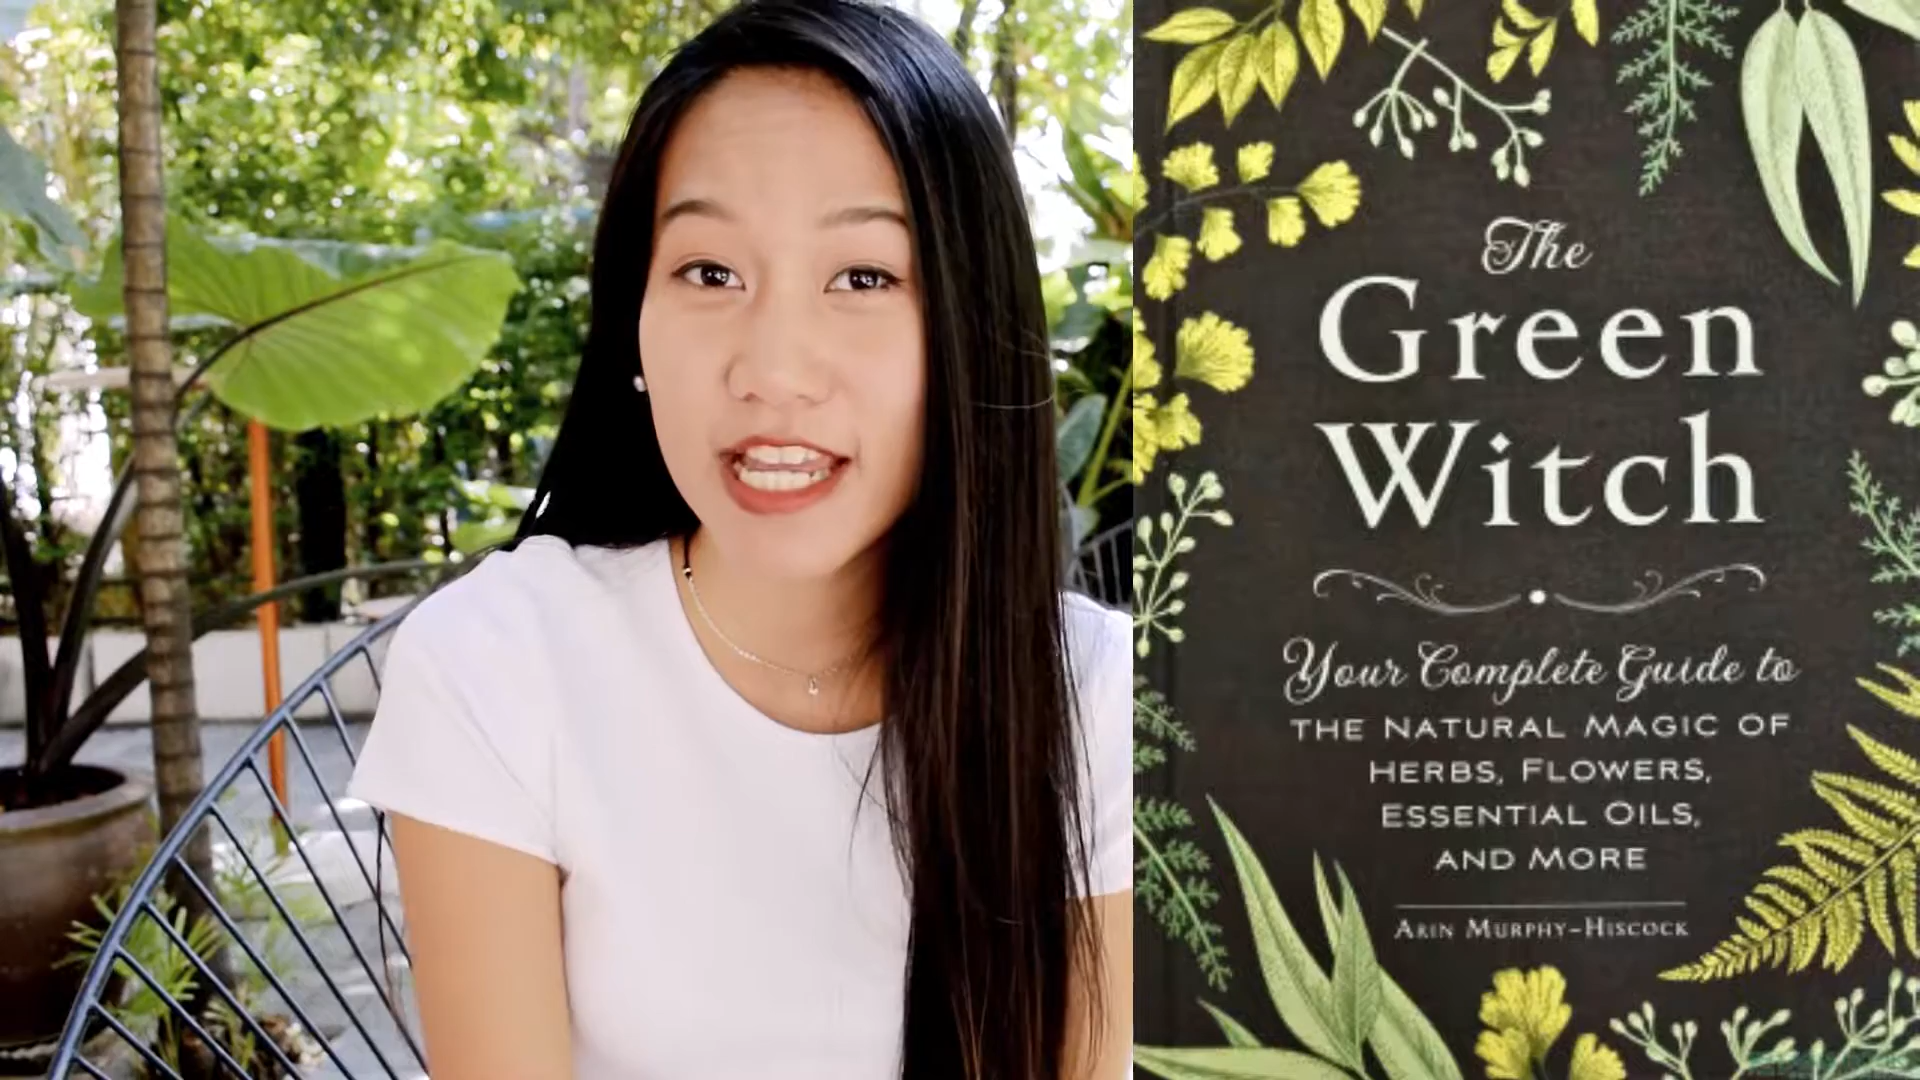 The
Green
Witch
Your Complete Guide to
THE NATURAL MAGIC OF
HERBS, FLOWERS,
ESSENTIAL OILS,
AND MORE
ARIN MURPHY-HISCOCK